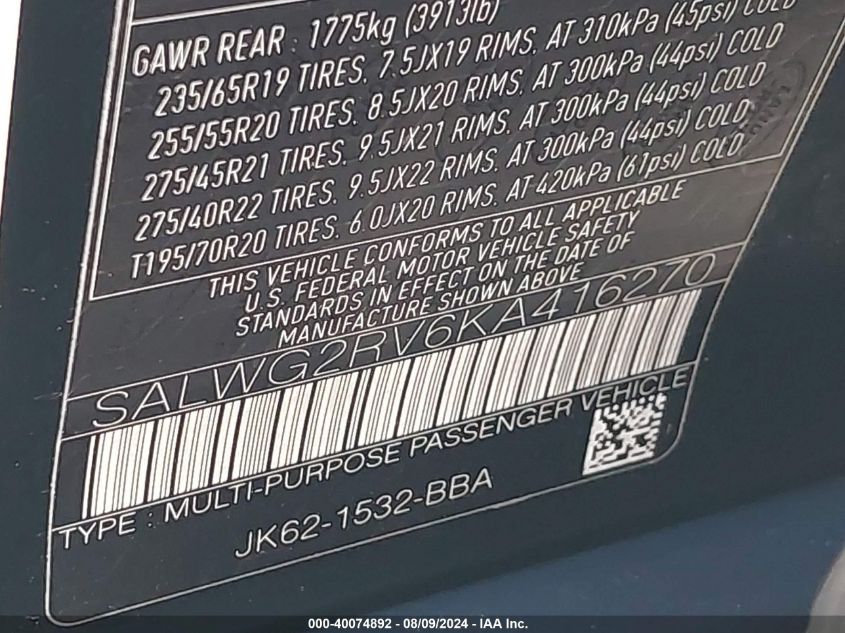 GAWR REAR : 1775kg (3913lb)
235/65R19 TIRES. 7.5JX19 RIMS. AT 310kPa (45psi) COLD
255/55R20 TIRES. 8.5JX20 RIMS. AT 300kPa (44psi) COLD
275/45R21 TIRES. 9.5JX21 RIMS. AT 300kPa (44psi) COLD
275/40R22 TIRES. 9.5JX22 RIMS. AT 300kPa (44psi) COLD
T195/70R20 TIRES. 6.0JX20 RIMS. AT 420kPa (61psi) COLD
THIS VEHICLE CONFORMS TO ALL APPLICABLE
U.S. FEDERAL MOTOR VEHICLE SAFETY
STANDARDS IN EFFECT ON THE DATE OF
MANUFACTURE SHOWN ABOVE
SALWG2RV6KA416270
TYPE : MULTI-PURPOSE PASSENGER VEHICLE
JK62-1532-BBA
000-40074892 - 08/09/2024 - IAA Inc.